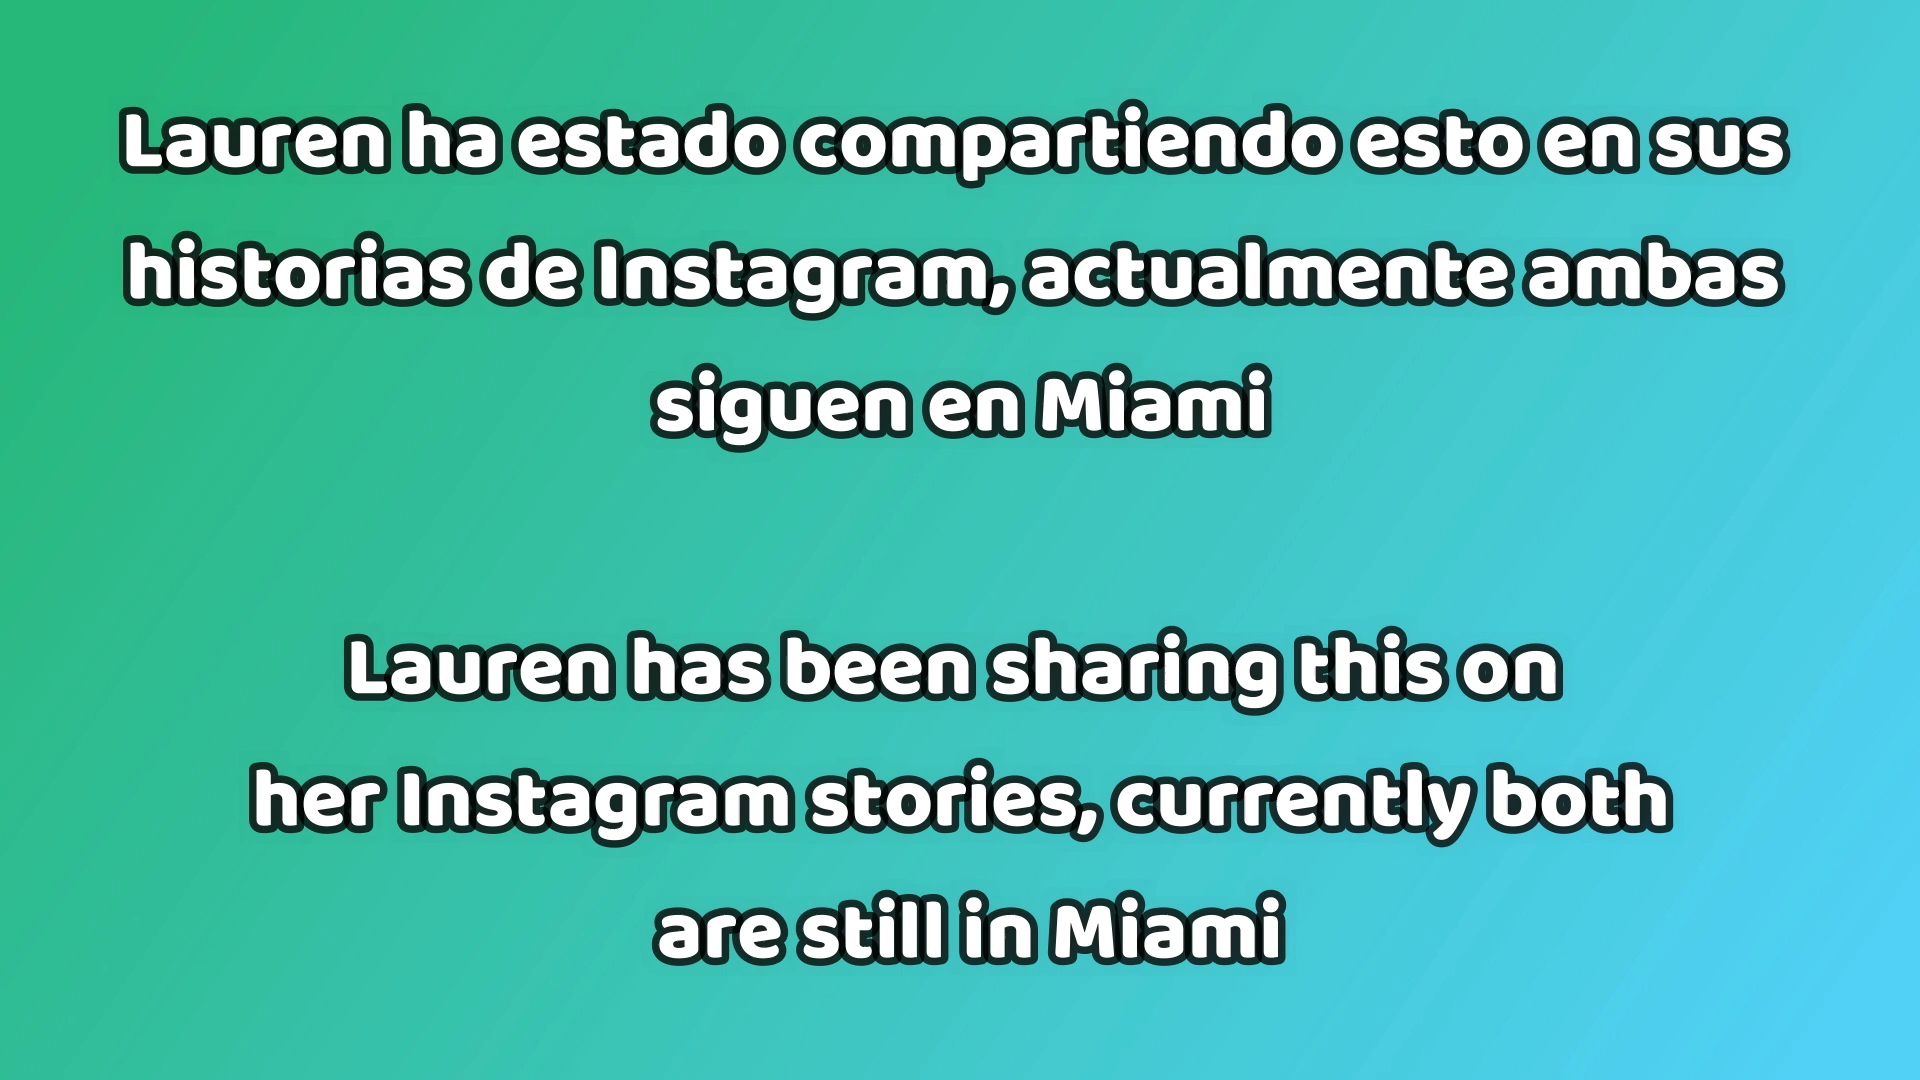 Lauren ha estado compartiendo esto en sus
historias de Instagram, actualmente ambas
siguen en Miami
Lauren has been sharing this on
her Instagram stories, currently both
are still in Miami